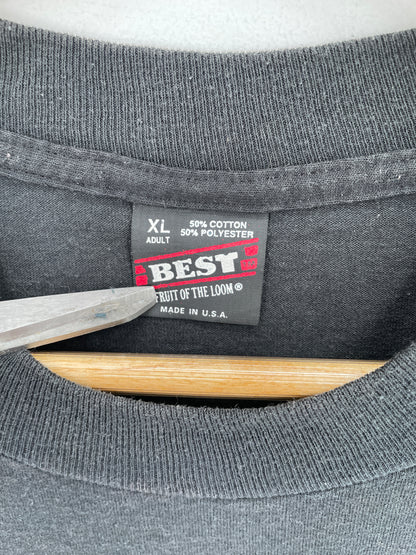 XL
ADULT
50% COTTON
50% POLYESTER
BEST
FRUIT OF THE LOOM®
MADE IN U.S.A.